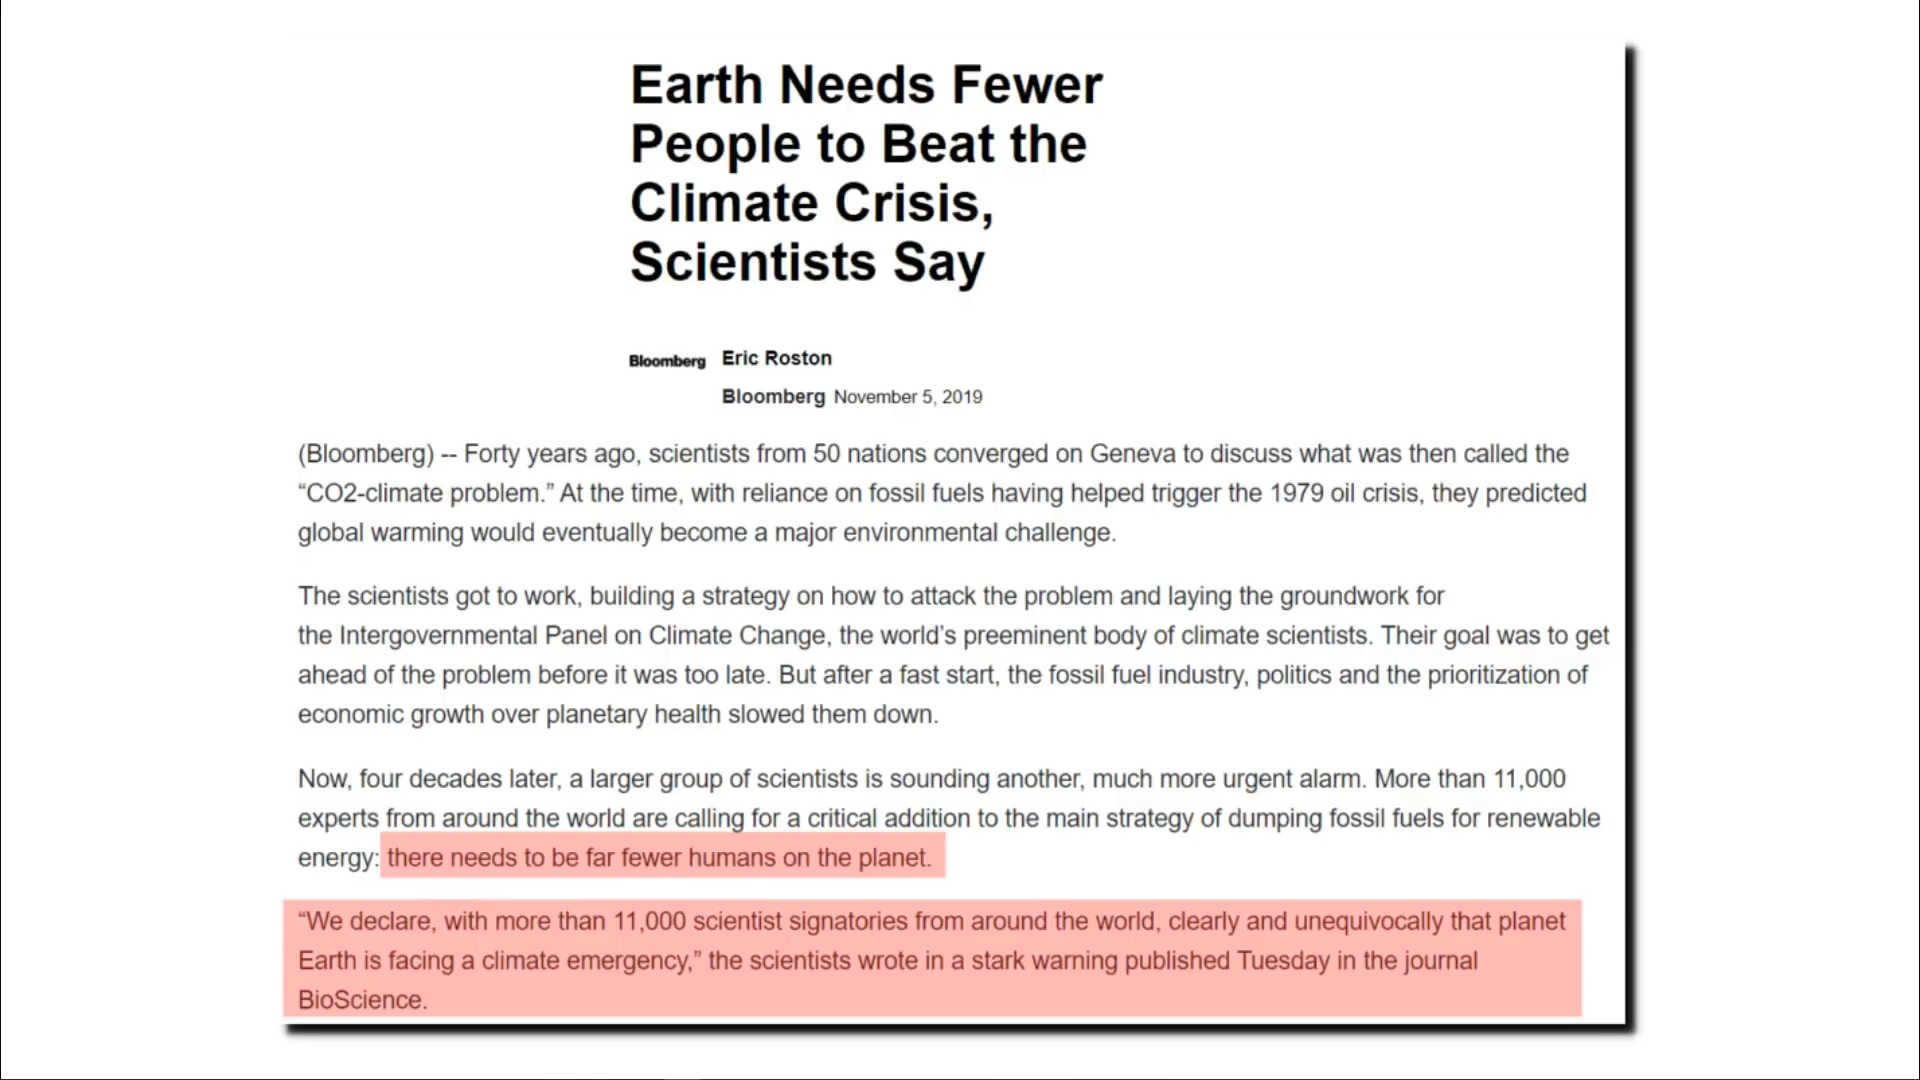 Earth Needs Fewer
People to Beat the
Climate Crisis,
Scientists Say
Bloomberg Eric Roston
Bloomberg November 5, 2019
(Bloomberg) -- Forty years ago, scientists from 50 nations converged on Geneva to discuss what was then called the
“CO2-climate problem.” At the time, with reliance on fossil fuels having helped trigger the 1979 oil crisis, they predicted
global warming would eventually become a major environmental challenge.
The scientists got to work, building a strategy on how to attack the problem and laying the groundwork for
the Intergovernmental Panel on Climate Change, the world’s preeminent body of climate scientists. Their goal was to get
ahead of the problem before it was too late. But after a fast start, the fossil fuel industry, politics and the prioritization of
economic growth over planetary health slowed them down.
Now, four decades later, a larger group of scientists is sounding another, much more urgent alarm. More than 11,000
experts from around the world are calling for a critical addition to the main strategy of dumping fossil fuels for renewable
energy: there needs to be far fewer humans on the planet.
“We declare, with more than 11,000 scientist signatories from around the world, clearly and unequivocally that planet
Earth is facing a climate emergency,” the scientists wrote in a stark warning published Tuesday in the journal
BioScience.